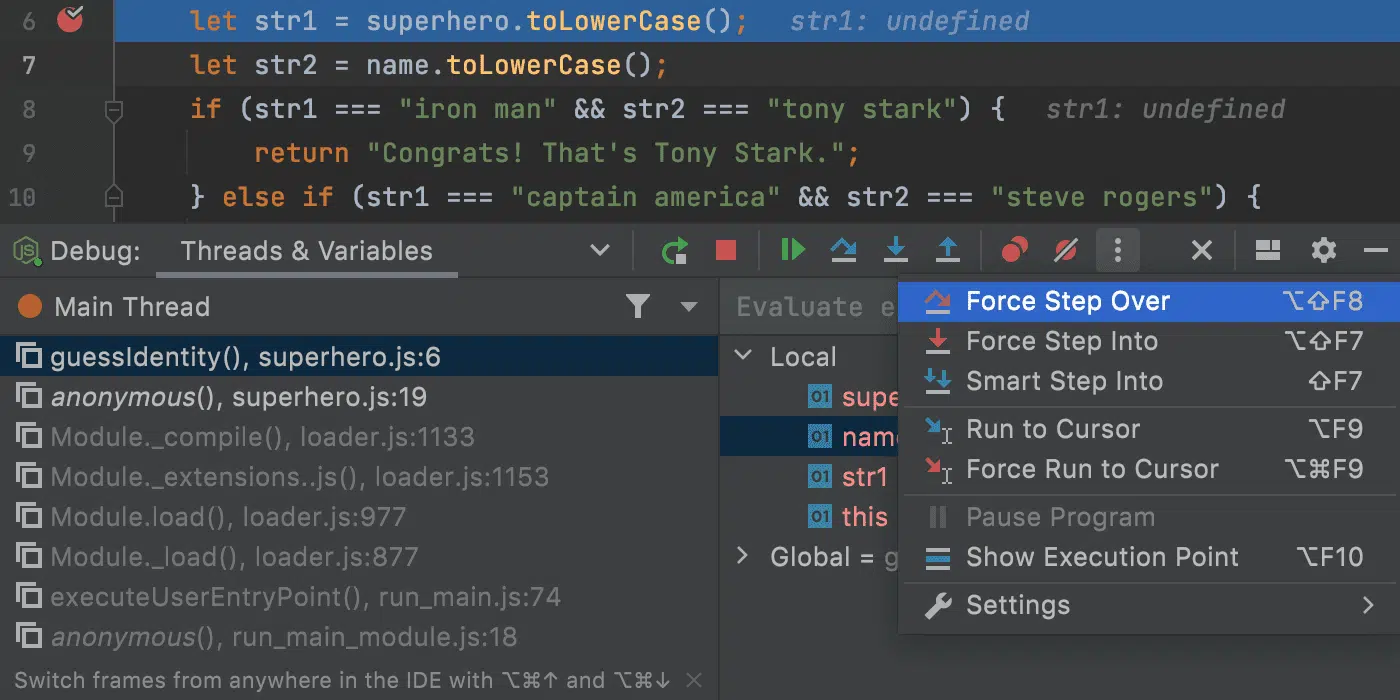 6 let str1 = superhero.toLowerCase(); str1: undefined
7 let str2 = name.toLowerCase();
8 if (str1 === "iron man" && str2 === "tony stark") { str1: undefined
9 return "Congrats! That's Tony Stark.";
10 } else if (str1 === "captain america" && str2 === "steve rogers") {
JS Debug: Threads & Variables
Main Thread
guessIdentity(), superhero.js:6
anonymous(), superhero.js:19
Module._compile(), loader.js:1133
Module._extensions..js(), loader.js:1153
Module.load(), loader.js:977
Module._load(), loader.js:877
executeUserEntryPoint(), run_main.js:74
anonymous(), run_main_module.js:18
Switch frames from anywhere in the IDE with ⌥⌘↑ and ⌥⌘↓
Evaluate e
Local
01 supe
01 name
01 str1
01 this
Global = g
Force Step Over ⌥⇧F8
Force Step Into ⌥⇧F7
Smart Step Into ⇧F7
Run to Cursor ⌥F9
Force Run to Cursor ⌥⌘F9
Pause Program
Show Execution Point ⌥F10
Settings